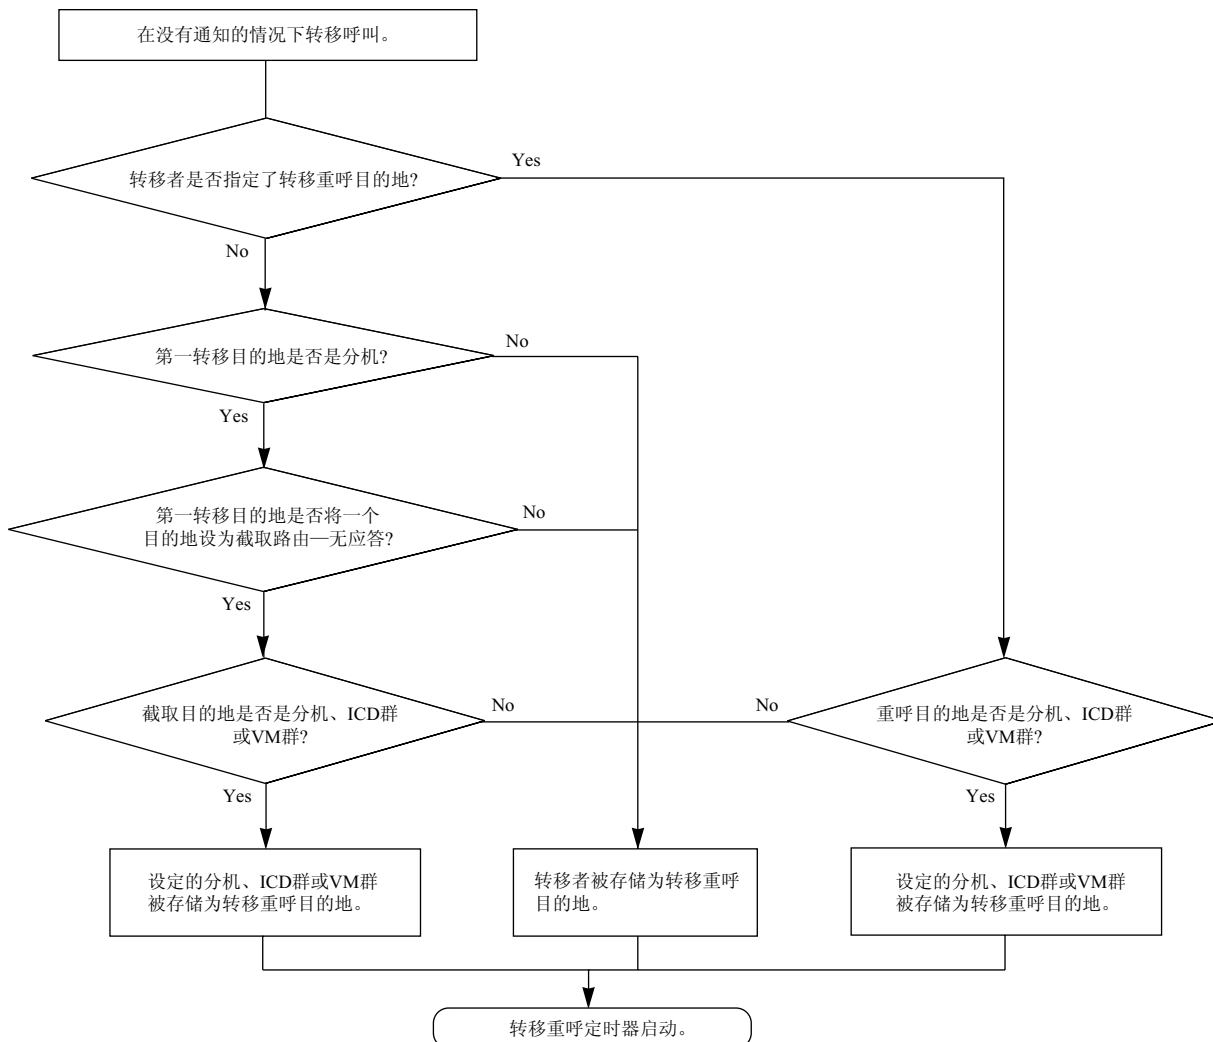 在没有通知的情况下转移呼叫。
转移者是否指定了转移重呼目的地?
Yes
No
第一转移目的地是否是分机?
No
Yes
第一转移目的地是否将一个
目的地设为截取路由—无应答?
No
Yes
截取目的地是否是分机、ICD群
或VM群?
No
No
重呼目的地是否是分机、ICD群
或VM群?
Yes
Yes
设定的分机、ICD群或VM群
被存储为转移重呼目的地。
转移者被存储为转移重呼
目的地。
设定的分机、ICD群或VM群
被存储为转移重呼目的地。
转移重呼定时器启动。